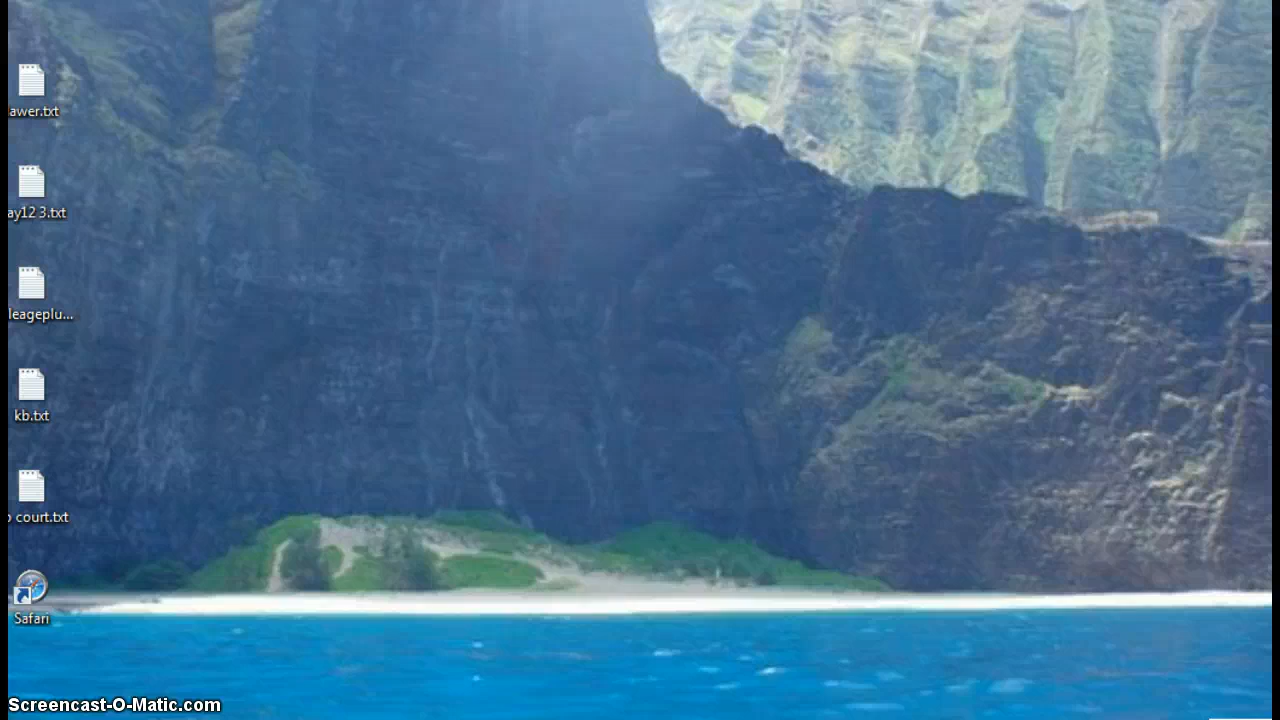 awer.txt
ay12 3.txt
leageplu...
kb.txt
court.txt
Safari
Screencast-O-Matic.com